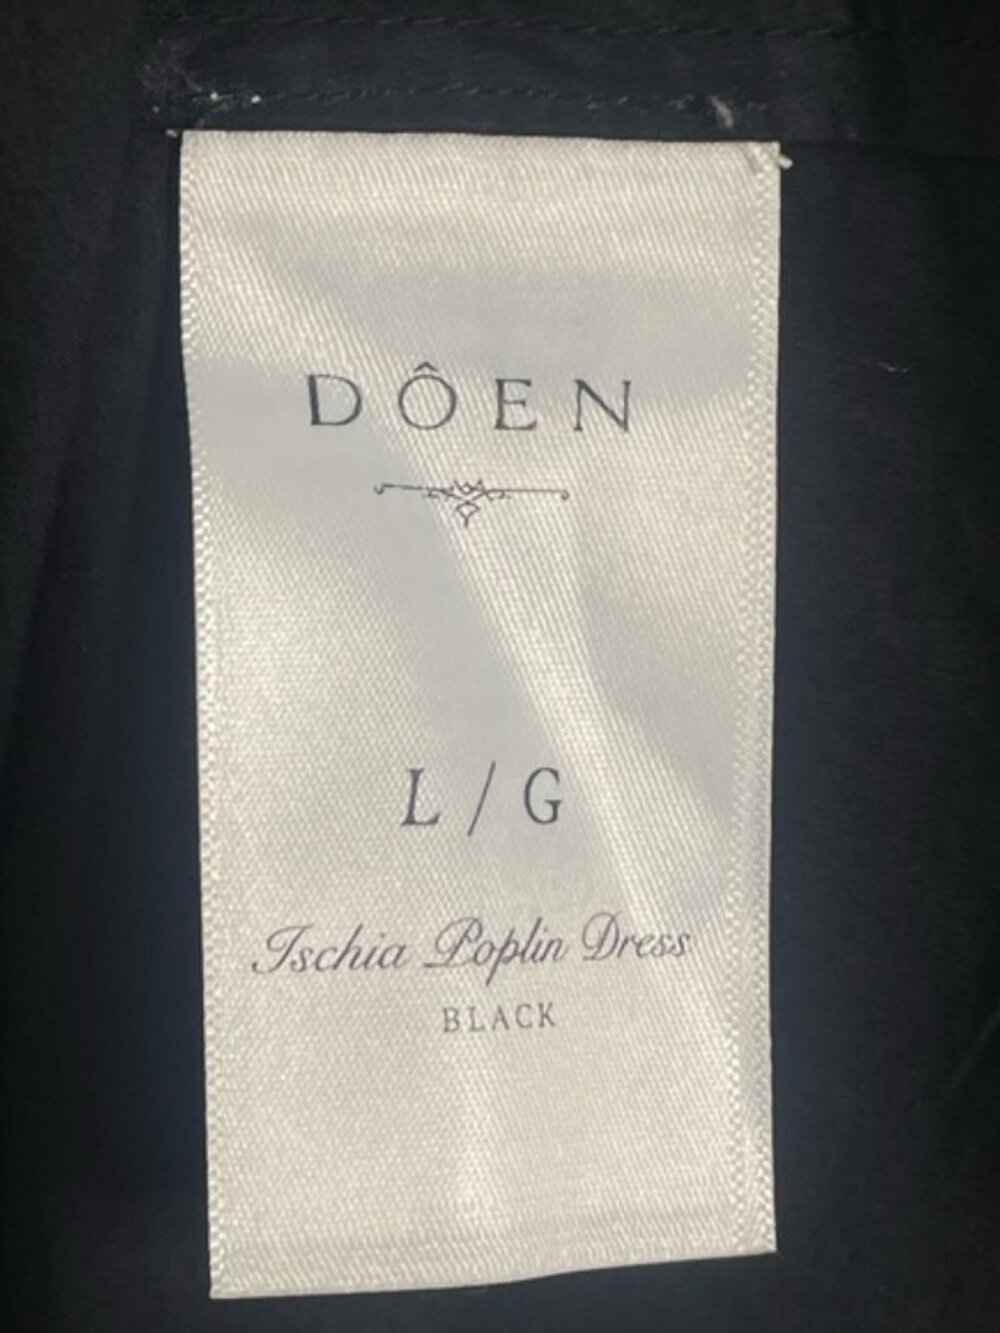 DÔEN
L / G
Ischia Poplin Dress
BLACK